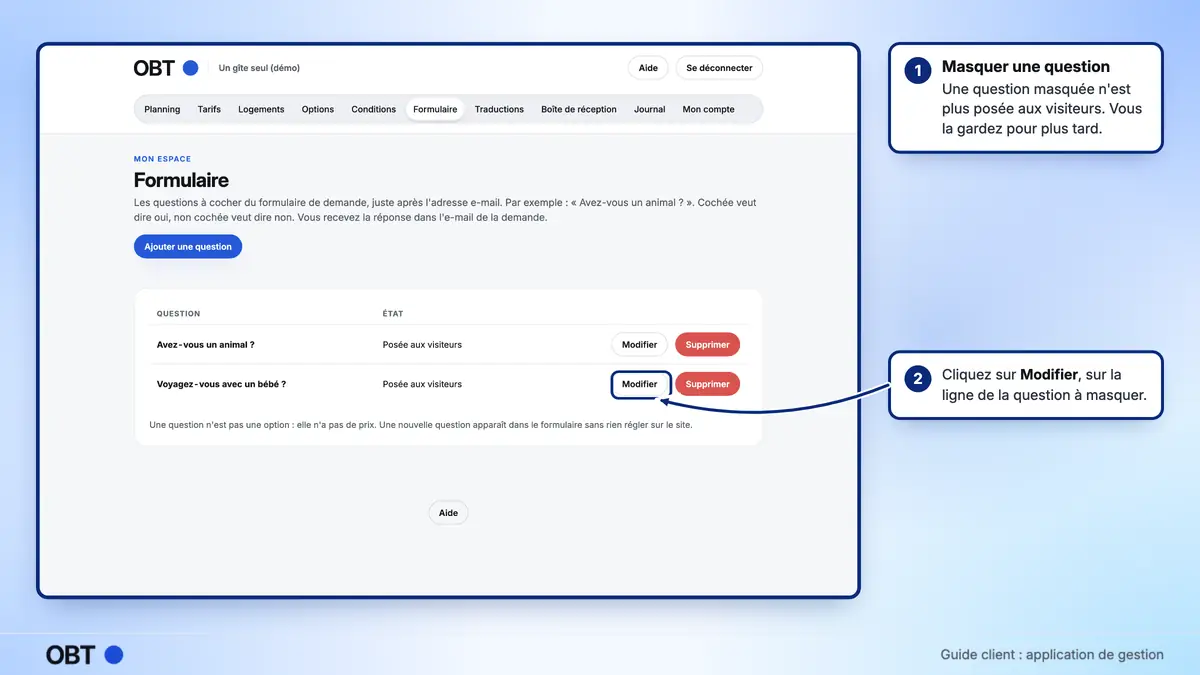 OBT
Un gîte seul (démo)
Aide
Se déconnecter
Planning
Tarifs
Logements
Options
Conditions
Formulaire
Traductions
Boîte de réception
Journal
Mon compte
MON ESPACE
Formulaire
Les questions à cocher du formulaire de demande, juste après l'adresse e-mail. Par exemple : « Avez-vous un animal ? ». Cochée veut
dire oui, non cochée veut dire non. Vous recevez la réponse dans l'e-mail de la demande.
Ajouter une question
QUESTION
ÉTAT
Avez-vous un animal ?
Posée aux visiteurs
Modifier
Supprimer
Voyagez-vous avec un bébé ?
Posée aux visiteurs
Modifier
Supprimer
Une question n'est pas une option : elle n'a pas de prix. Une nouvelle question apparaît dans le formulaire sans rien régler sur le site.
Aide
1
Masquer une question
Une question masquée n'est
plus posée aux visiteurs. Vous
la gardez pour plus tard.
2
Cliquez sur Modifier, sur la
ligne de la question à masquer.
OBT
Guide client : application de gestion